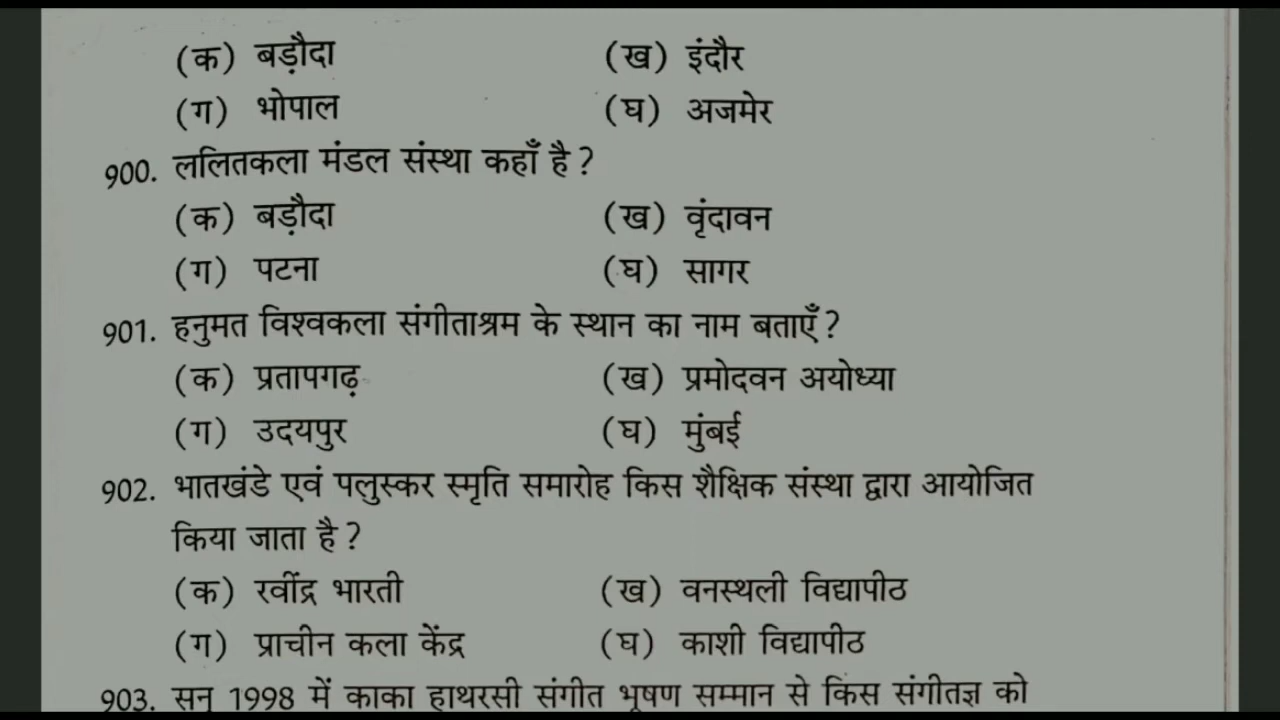 (क) बड़ौदा (ख) इंदौर
(ग) भोपाल (घ) अजमेर
900. ललितकला मंडल संस्था कहाँ है ?
(क) बड़ौदा (ख) वृंदावन
(ग) पटना (घ) सागर
901. हनुमत विश्वकला संगीताश्रम के स्थान का नाम बताएँ ?
(क) प्रतापगढ़ (ख) प्रमोदवन अयोध्या
(ग) उदयपुर (घ) मुंबई
902. भातखंडे एवं पलुस्कर स्मृति समारोह किस शैक्षिक संस्था द्वारा आयोजित
किया जाता है ?
(क) रवींद्र भारती (ख) वनस्थली विद्यापीठ
(ग) प्राचीन कला केंद्र (घ) काशी विद्यापीठ
903. सन् 1998 में काका हाथरसी संगीत भूषण सम्मान से किस संगीतज्ञ को